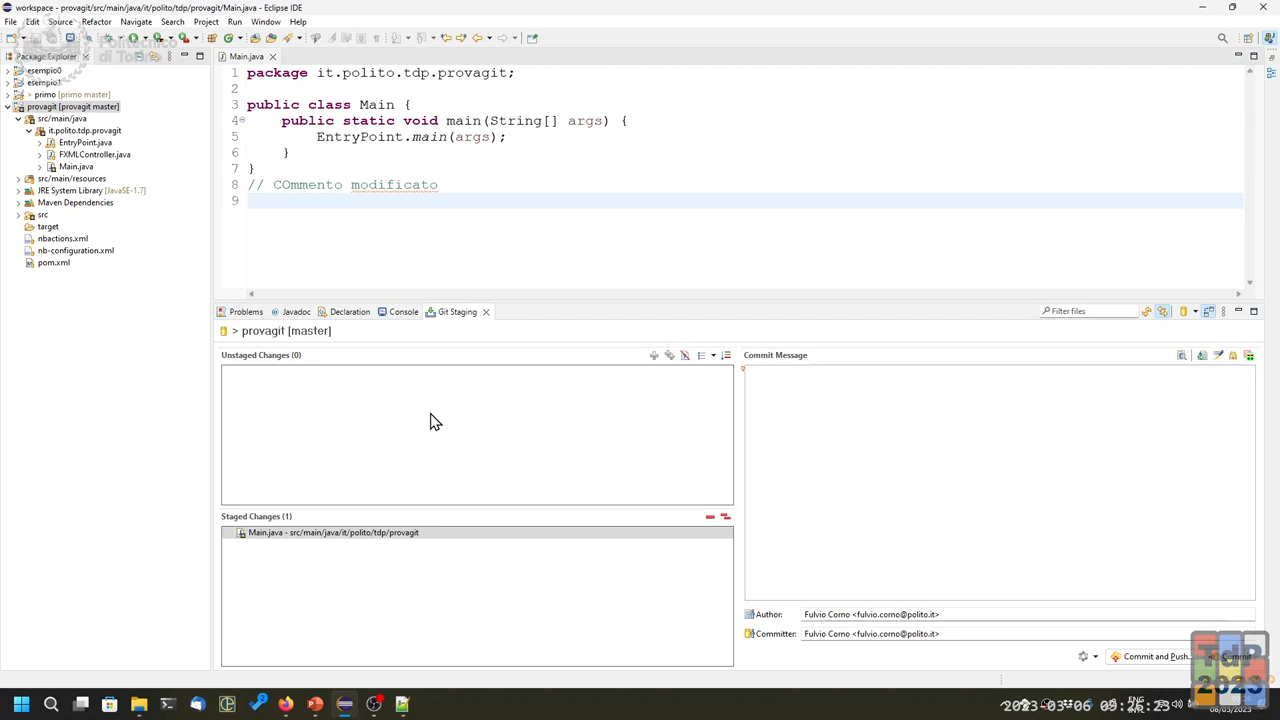 workspace - provagit/src/main/java/it/polito/tdp/provagit/Main.java - Eclipse IDE
File Edit Source Refactor Navigate Search Project Run Window Help
Politecnico
di Torino
Package Explorer
Main.java
esempio0
esempio1
> primo [primo master]
provagit [provagit master]
src/main/java
it.polito.tdp.provagit
EntryPoint.java
FXMLController.java
Main.java
src/main/resources
JRE System Library [JavaSE-1.7]
Maven Dependencies
src
target
nbactions.xml
nb-configuration.xml
pom.xml
1 package it.polito.tdp.provagit;
2
3 public class Main {
4 public static void main(String[] args) {
5 EntryPoint.main(args);
6 }
7 }
8 // COmmento modificato
9
Problems Javadoc Declaration Console Git Staging
Filter files
> provagit [master]
Unstaged Changes (0)
Staged Changes (1)
Main.java - src/main/java/it/polito/tdp/provagit
Commit Message
Author: Fulvio Corno <fulvio.corno@polito.it>
Committer: Fulvio Corno <fulvio.corno@polito.it>
Commit and Push...
Commit
TdP
2023
ENG